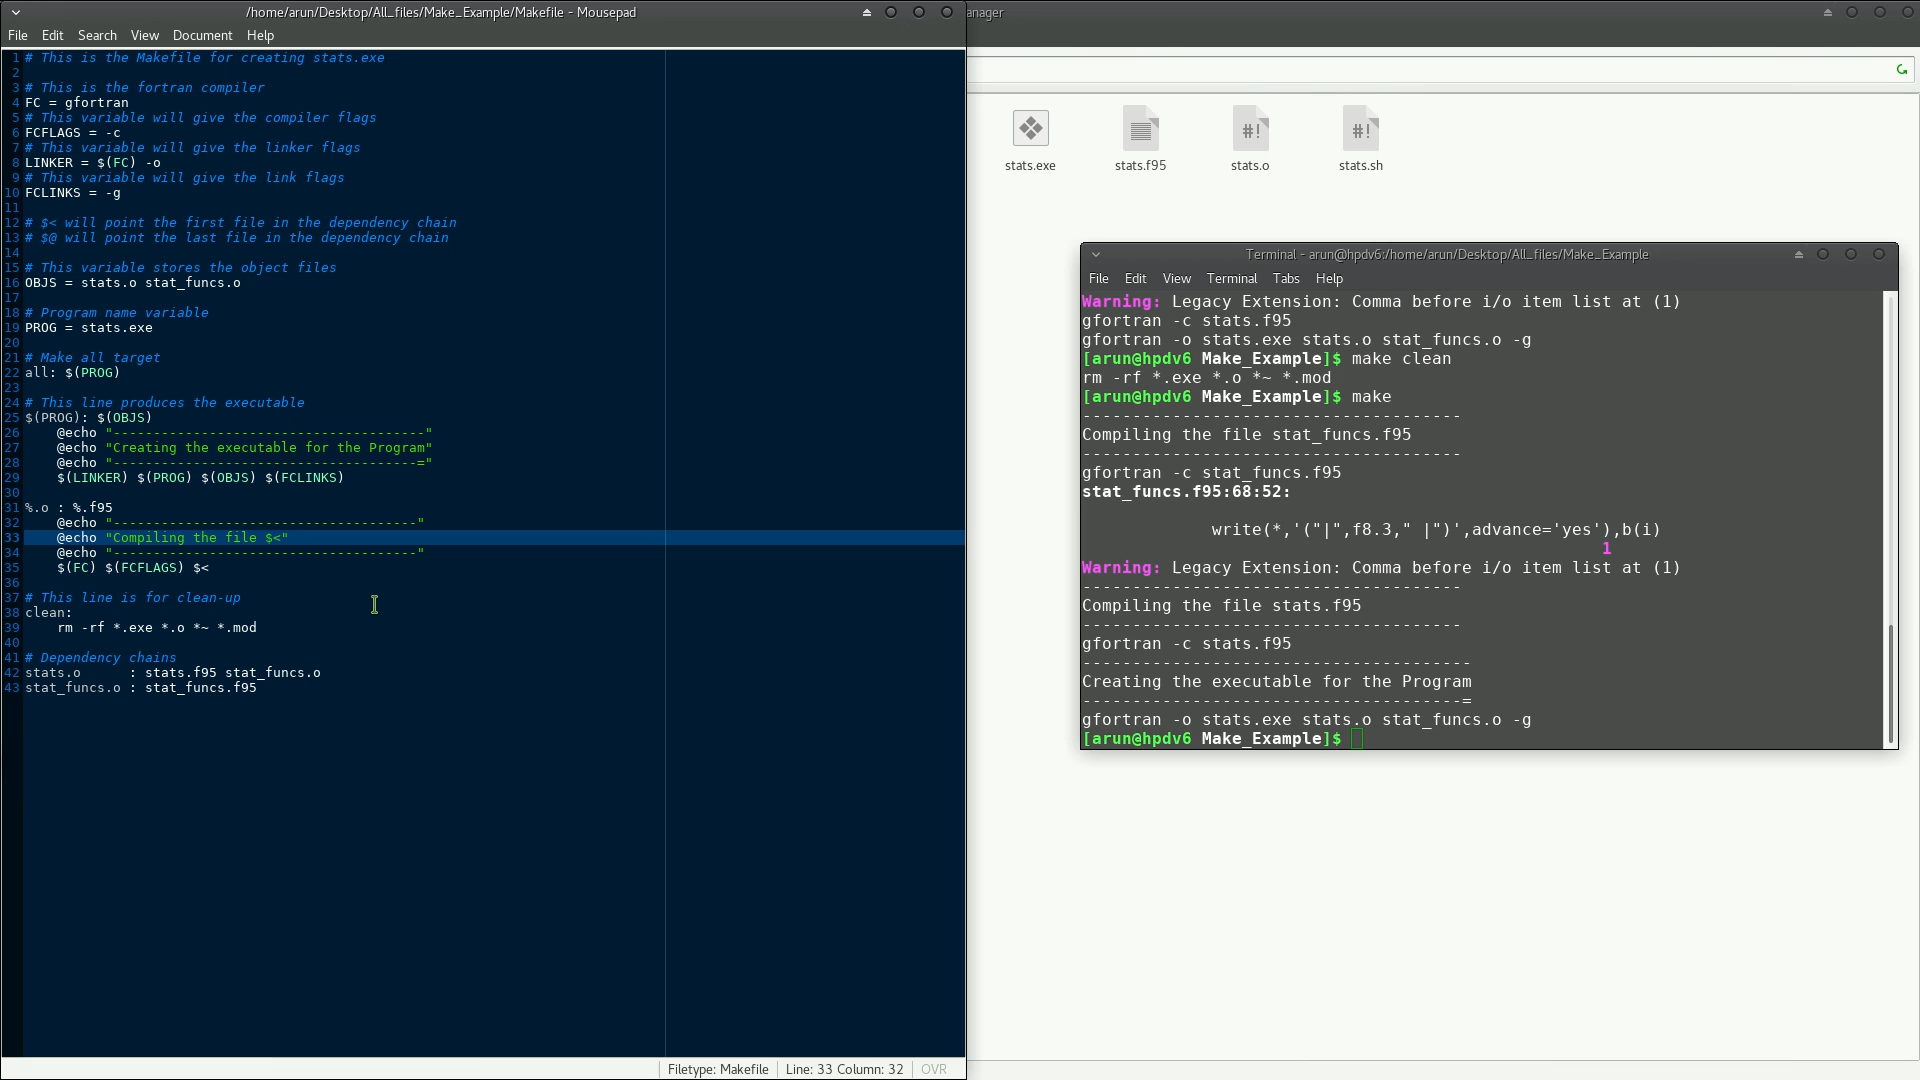 /home/arun/Desktop/All_files/Make_Example/Makefile - Mousepad
File Edit Search View Document Help
1 # This is the Makefile for creating stats.exe
2
3 # This is the fortran compiler
4 FC = gfortran
5 # This variable will give the compiler flags
6 FCFLAGS = -c
7 # This variable will give the linker flags
8 LINKER = $(FC) -o
9 # This variable will give the link flags
10 FCLINKS = -g
11
12 # $< will point the first file in the dependency chain
13 # $@ will point the last file in the dependency chain
14
15 # This variable stores the object files
16 OBJS = stats.o stat_funcs.o
17
18 # Program name variable
19 PROG = stats.exe
20
21 # Make all target
22 all: $(PROG)
23
24 # This line produces the executable
25 $(PROG): $(OBJS)
26     @echo "---------------------------------------"
27     @echo "Creating the executable for the Program"
28     @echo "--------------------------------------="
29     $(LINKER) $(PROG) $(OBJS) $(FCLINKS)
30
31 %.o : %.f95
32     @echo "--------------------------------------"
33     @echo "Compiling the file $<"
34     @echo "--------------------------------------"
35     $(FC) $(FCFLAGS) $<
36
37 # This line is for clean-up
38 clean:
39     rm -rf *.exe *.o *~ *.mod
40
41 # Dependency chains
42 stats.o      : stats.f95 stat_funcs.o
43 stat_funcs.o : stat_funcs.f95
Filetype: Makefile Line: 33 Column: 32 OVR
anager
stats.exe stats.f95 stats.o stats.sh
Terminal - arun@hpdv6:/home/arun/Desktop/All_files/Make_Example
File Edit View Terminal Tabs Help
Warning: Legacy Extension: Comma before i/o item list at (1)
gfortran -c stats.f95
gfortran -o stats.exe stats.o stat_funcs.o -g
[arun@hpdv6 Make_Example]$ make clean
rm -rf *.exe *.o *~ *.mod
[arun@hpdv6 Make_Example]$ make
--------------------------------------
Compiling the file stat_funcs.f95
--------------------------------------
gfortran -c stat_funcs.f95
stat_funcs.f95:68:52:
write(*,'("|",f8.3," |")',advance='yes'),b(i)
1
Warning: Legacy Extension: Comma before i/o item list at (1)
--------------------------------------
Compiling the file stats.f95
--------------------------------------
gfortran -c stats.f95
---------------------------------------
Creating the executable for the Program
--------------------------------------=
gfortran -o stats.exe stats.o stat_funcs.o -g
[arun@hpdv6 Make_Example]$